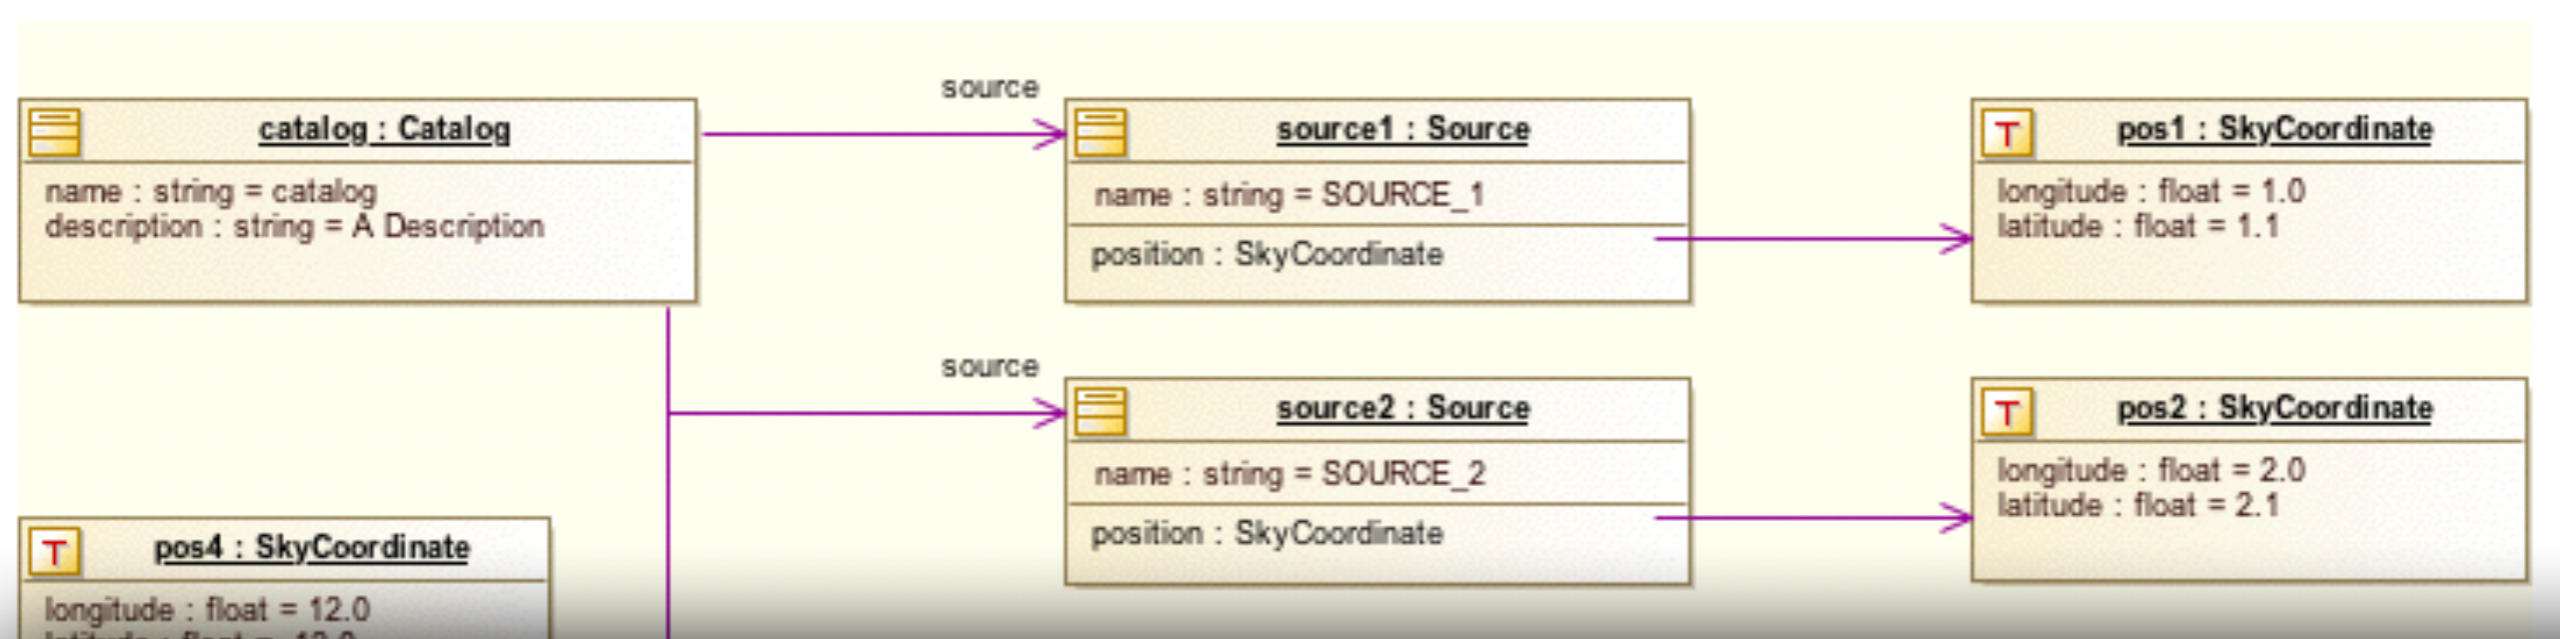 source
catalog : Catalog
name : string = catalog
description : string = A Description
source1 : Source
name : string = SOURCE_1
position : SkyCoordinate
T
pos1 : SkyCoordinate
longitude : float = 1.0
latitude : float = 1.1
source
source2 : Source
name : string = SOURCE_2
position : SkyCoordinate
T
pos2 : SkyCoordinate
longitude : float = 2.0
latitude : float = 2.1
T
pos4 : SkyCoordinate
longitude : float = 12.0